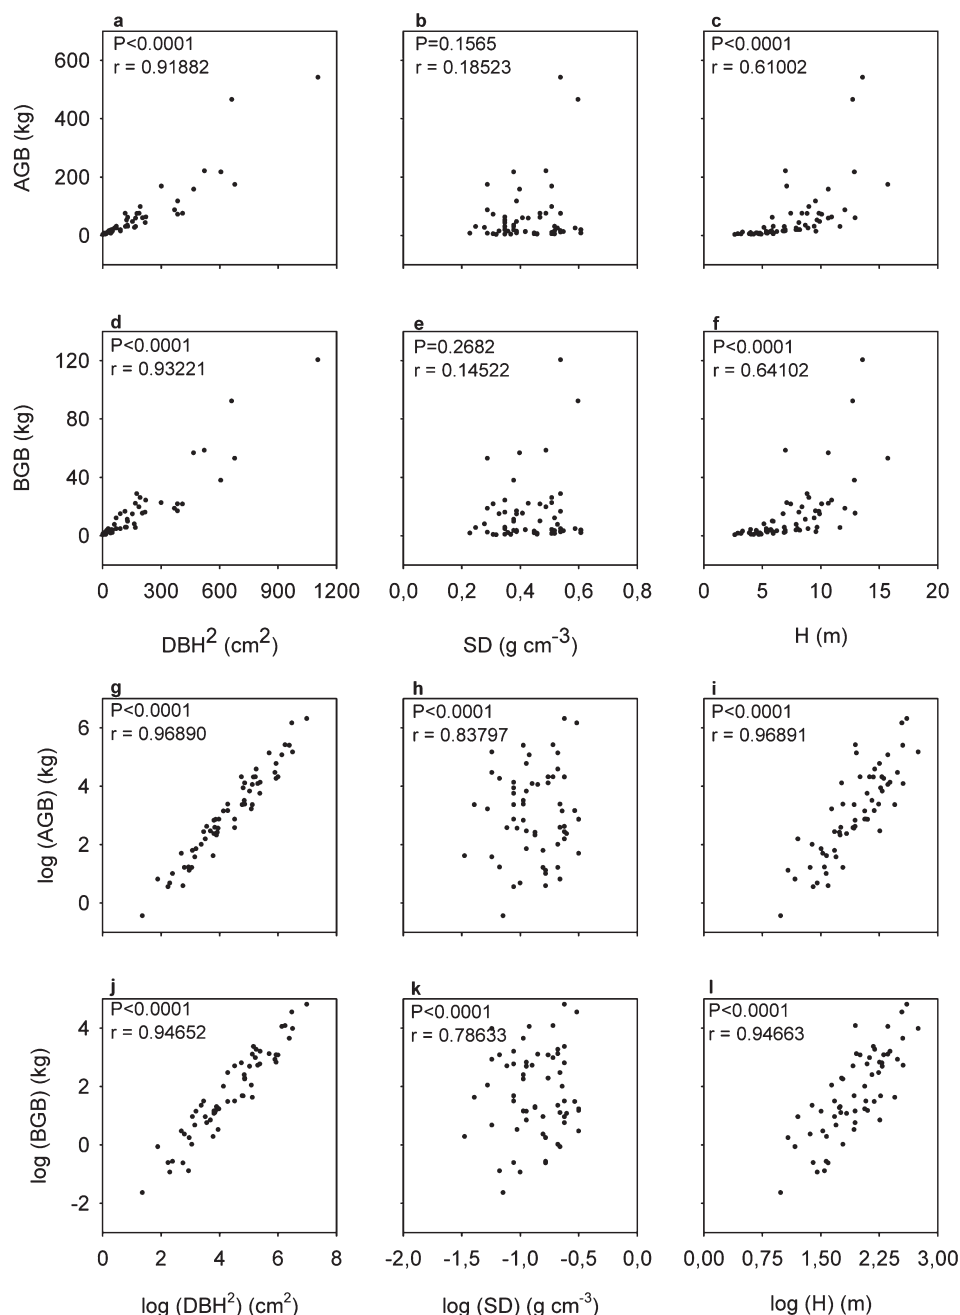 a
P<0.0001
r = 0.91882
b
P=0.1565
r = 0.18523
c
P<0.0001
r = 0.61002
AGB (kg)
600
400
200
0
d
P<0.0001
r = 0.93221
e
P=0.2682
r = 0.14522
f
P<0.0001
r = 0.64102
BGB (kg)
120
80
40
0
0 300 600 900 1200
0,0 0,2 0,4 0,6 0,8
0 5 10 15 20
DBH² (cm²)
SD (g cm⁻³)
H (m)
g
P<0.0001
r = 0.96890
h
P<0.0001
r = 0.83797
i
P<0.0001
r = 0.96891
log (AGB) (kg)
6
4
2
0
j
P<0.0001
r = 0.94652
k
P<0.0001
r = 0.78633
l
P<0.0001
r = 0.94663
log (BGB) (kg)
4
2
0
-2
0 2 4 6 8
-2,0 -1,5 -1,0 -0,5 0,0
0,00 0,75 1,50 2,25 3,00
log (DBH²) (cm²)
log (SD) (g cm⁻³)
log (H) (m)